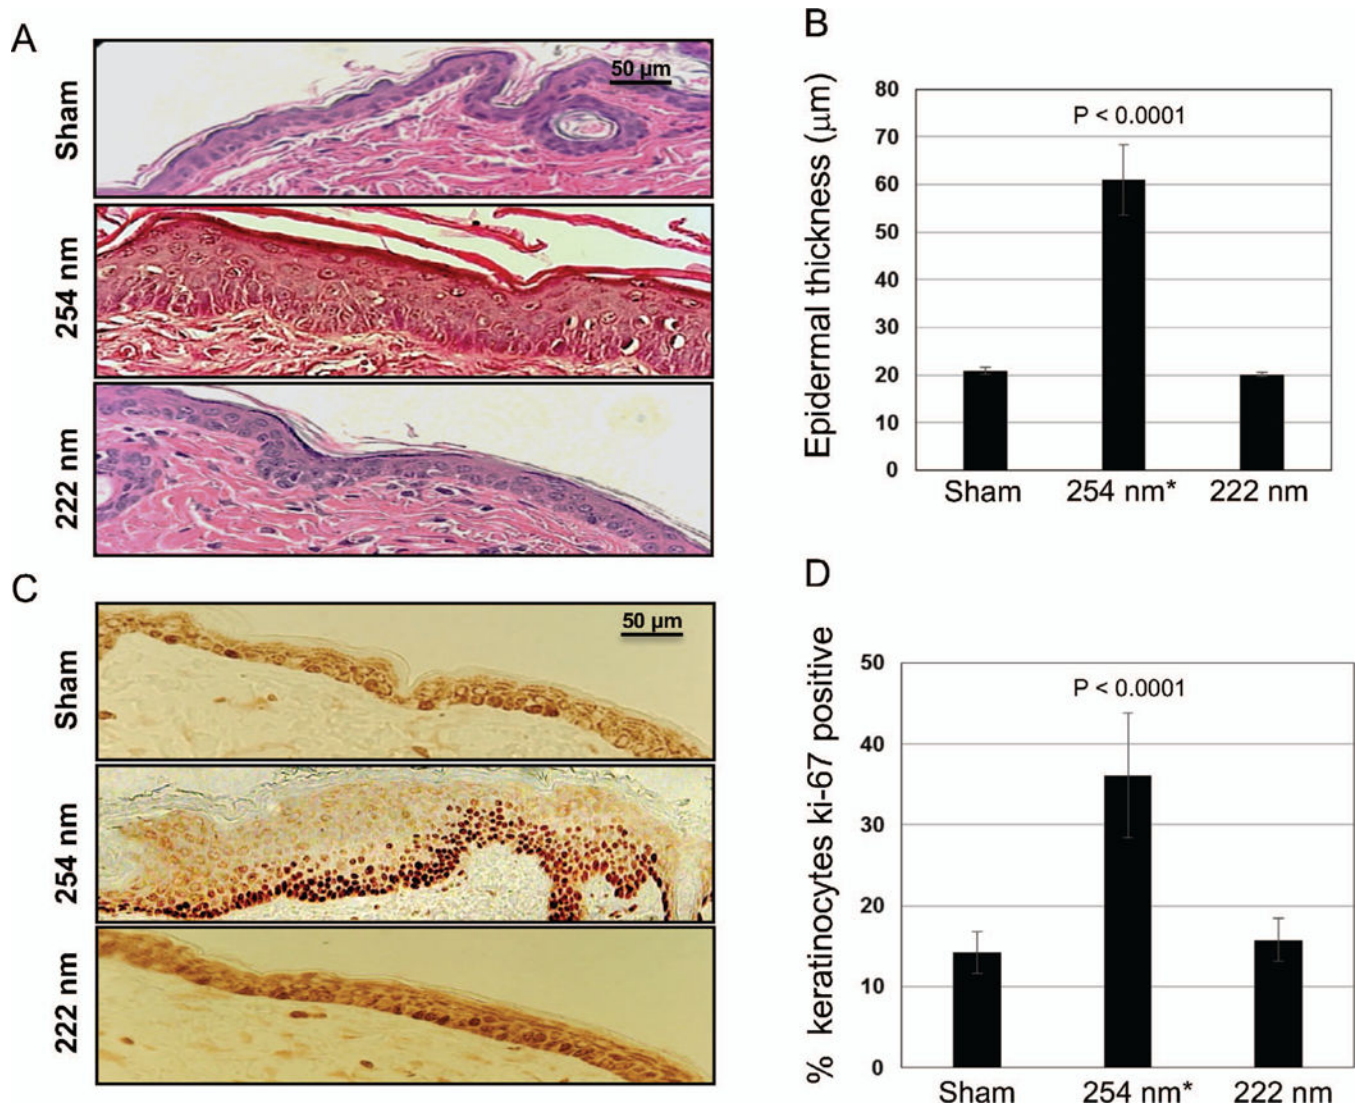 A
Sham
50 µm
254 nm
222 nm
B
Epidermal thickness (µm)
80
70
60
50
40
30
20
10
0
P < 0.0001
Sham 254 nm* 222 nm
C
Sham
50 µm
254 nm
222 nm
D
% keratinocytes ki-67 positive
50
40
30
20
10
0
P < 0.0001
Sham 254 nm* 222 nm